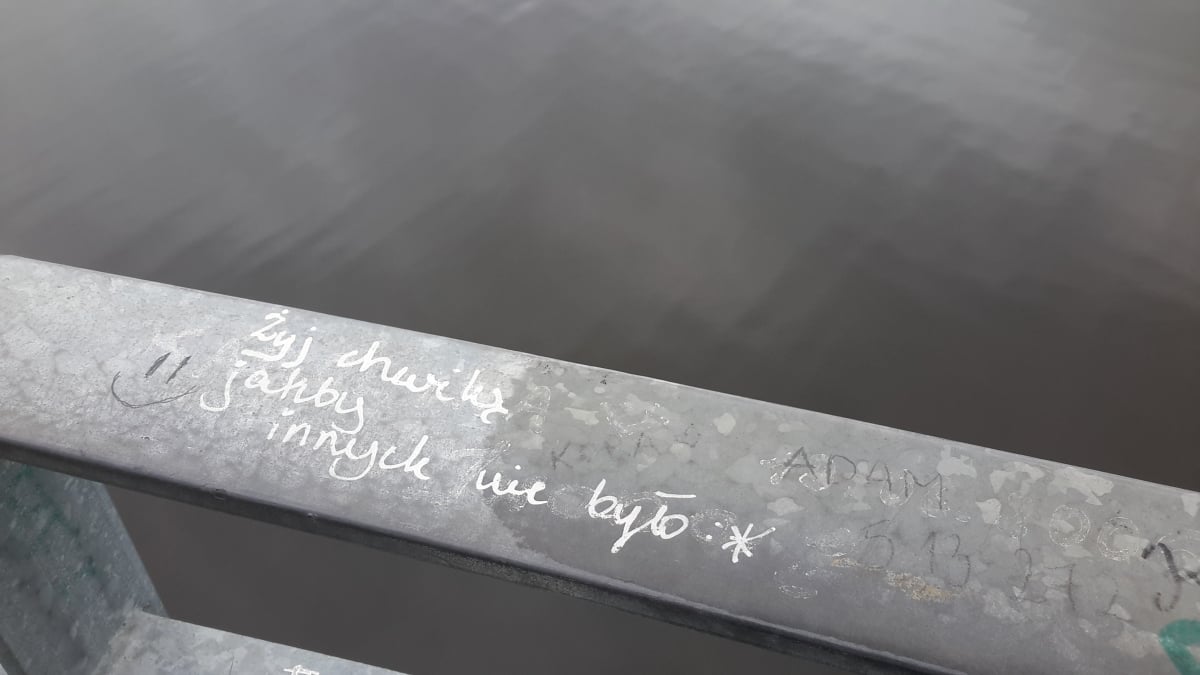 Żyj chwilą
jakby
innych nie było :*
ADAM